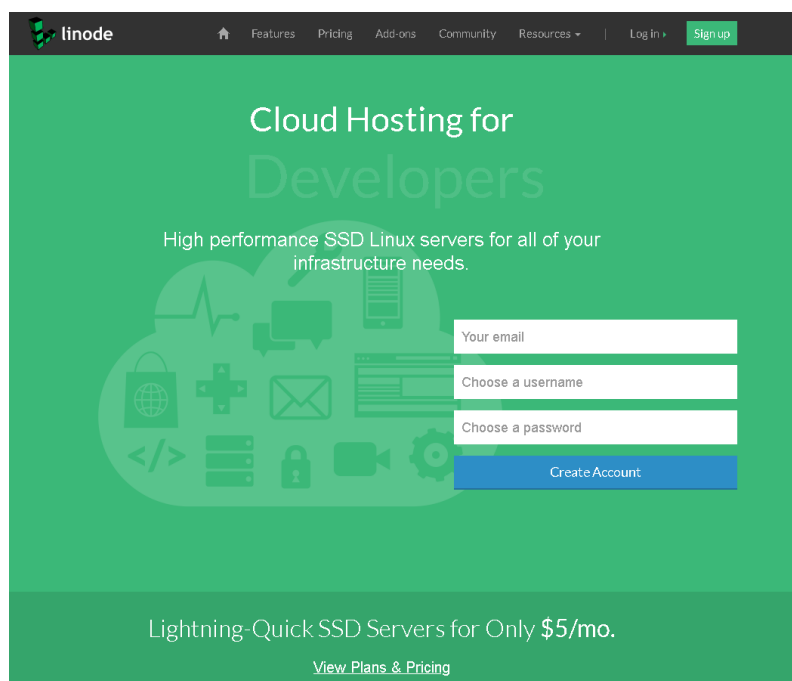 linode
Features Pricing Add-ons Community Resources | Log in Sign up
Cloud Hosting for
Developers
High performance SSD Linux servers for all of your
infrastructure needs.
Your email
Choose a username
Choose a password
</>
Create Account
Lightning-Quick SSD Servers for Only $5/mo.
View Plans & Pricing